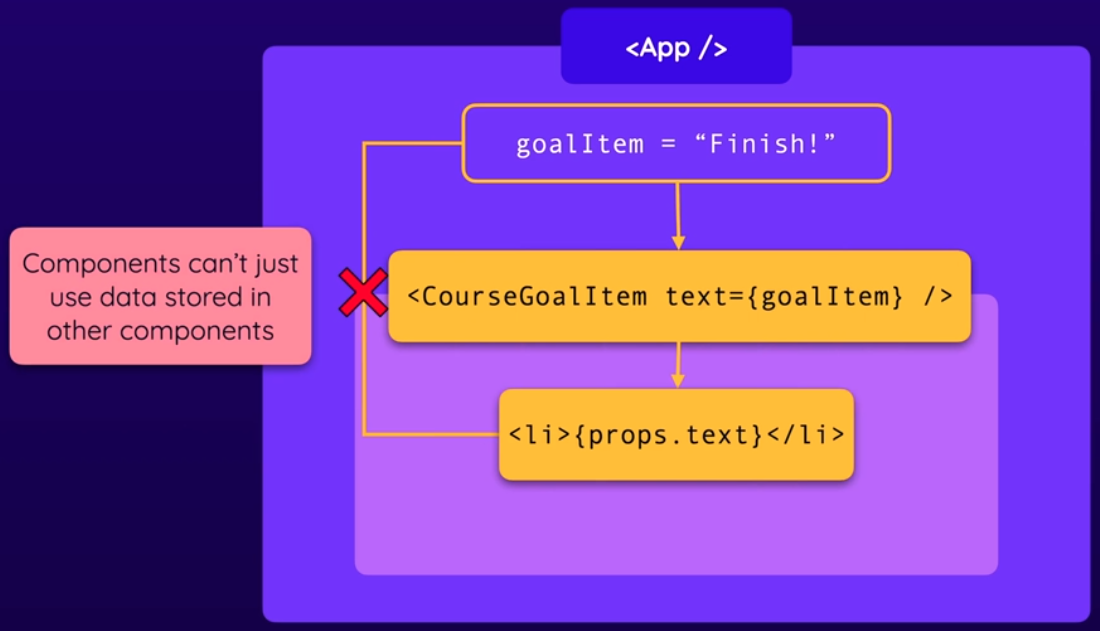 <App />
goalItem = “Finish!”
Components can’t just
use data stored in
other components
<CourseGoalItem text={goalItem} />
<li>{props.text}</li>